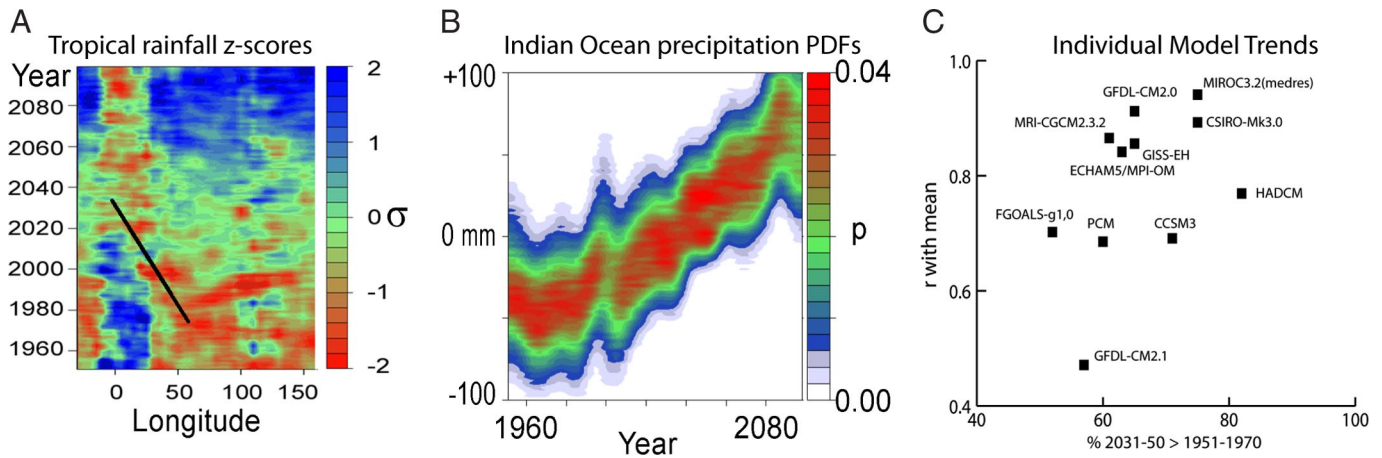 A
Tropical rainfall z-scores
Year
2080
2060
2040
2020
2000
1980
1960
0
50
100
150
Longitude
2
1
0 σ
-1
-2
B
Indian Ocean precipitation PDFs
+100
0 mm
-100
1960
2080
Year
0.04
p
0.00
C
Individual Model Trends
r with mean
1.0
0.8
0.6
0.4
40
60
80
100
% 2031-50 > 1951-1970
MIROC3.2(medres)
GFDL-CM2.0
CSIRO-Mk3.0
MRI-CGCM2.3.2
GISS-EH
ECHAM5/MPI-OM
HADCM
FGOALS-g1,0
PCM
CCSM3
GFDL-CM2.1